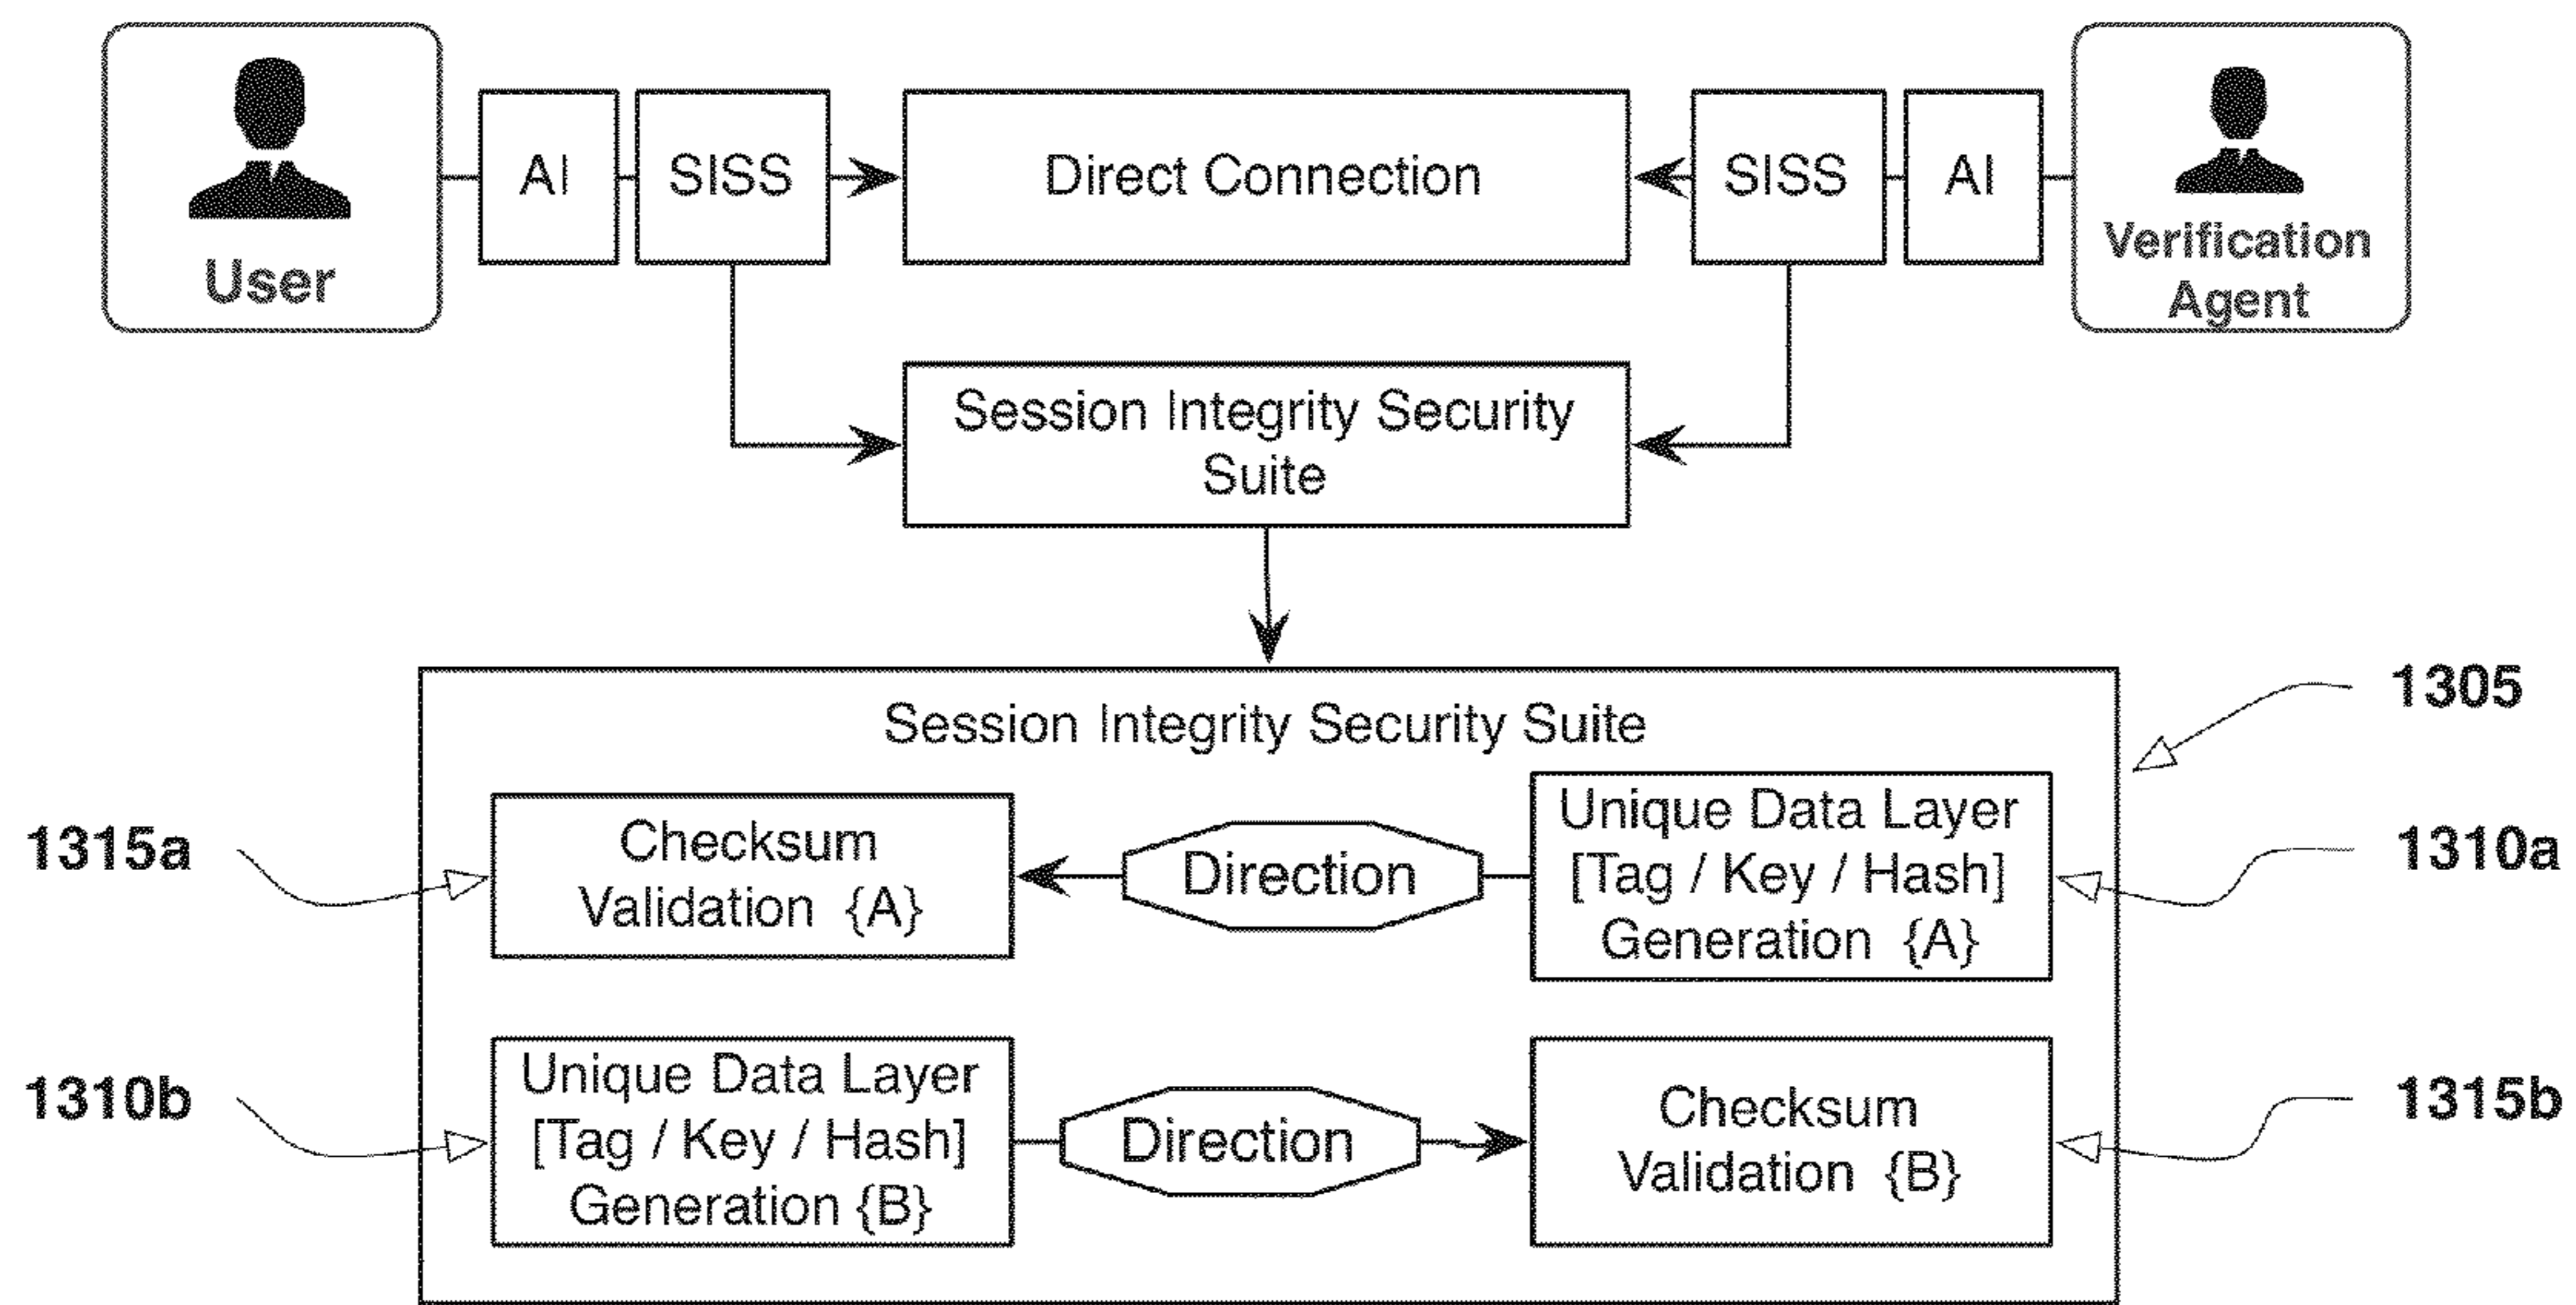 User
AI
SISS
Direct Connection
SISS
AI
Verification
Agent
Session Integrity Security
Suite
1305
Session Integrity Security Suite
1315a
Checksum
Validation {A}
Direction
Unique Data Layer
[Tag / Key / Hash]
Generation {A}
1310a
1310b
Unique Data Layer
[Tag / Key / Hash]
Generation {B}
Direction
Checksum
Validation {B}
1315b